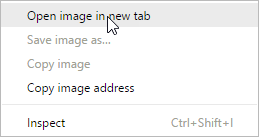 Open image in new tab
Save image as...
Copy image
Copy image address
Inspect Ctrl+Shift+I